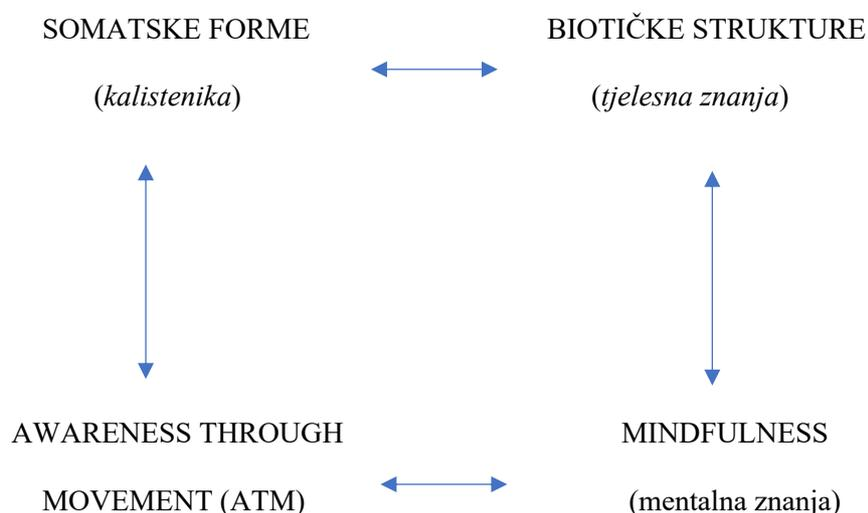 SOMATSKE FORME
(kalistenika)
BIOTIČKE STRUKTURE
(tjelesna znanja)
AWARENESS THROUGH
MOVEMENT (ATM)
MINDFULNESS
(mentalna znanja)